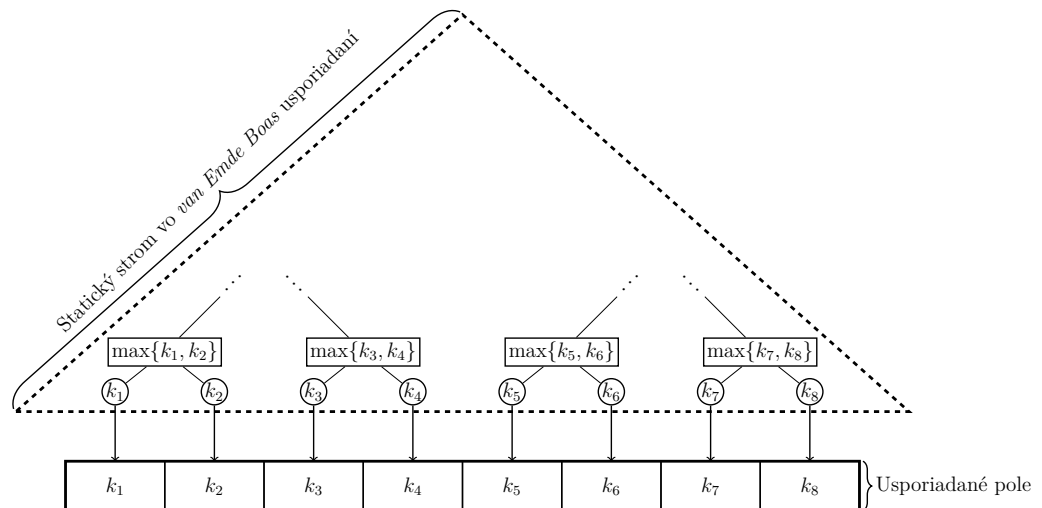 Statický strom vo van Emde Boas usporiadaní
⋰ ⋱ ⋰ ⋱
max{k₁, k₂} max{k₃, k₄} max{k₅, k₆} max{k₇, k₈}
k₁ k₂ k₃ k₄ k₅ k₆ k₇ k₈
k₁ k₂ k₃ k₄ k₅ k₆ k₇ k₈ Usporiadané pole